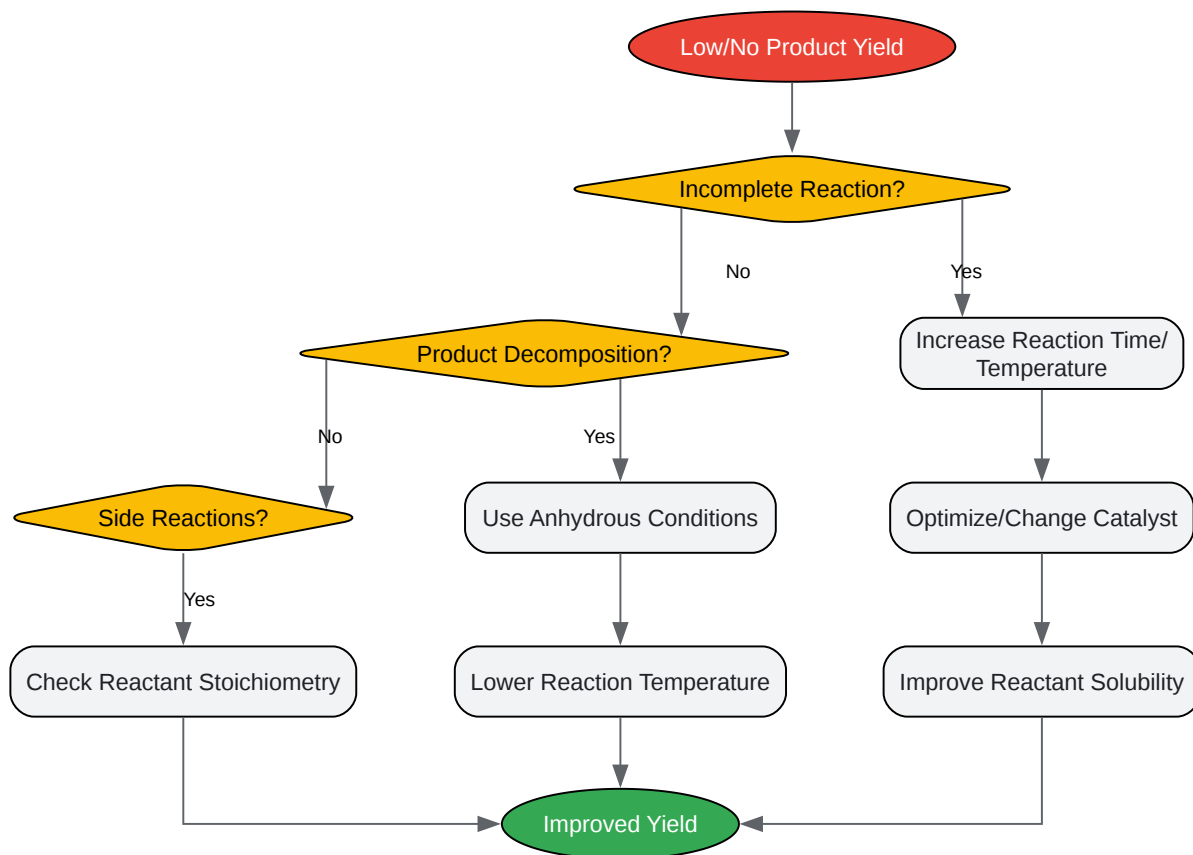 Low/No Product Yield
Incomplete Reaction?
No
Yes
Increase Reaction Time/
Temperature
Product Decomposition?
No
Yes
Side Reactions?
Use Anhydrous Conditions
Optimize/Change Catalyst
Yes
Check Reactant Stoichiometry
Lower Reaction Temperature
Improve Reactant Solubility
Improved Yield